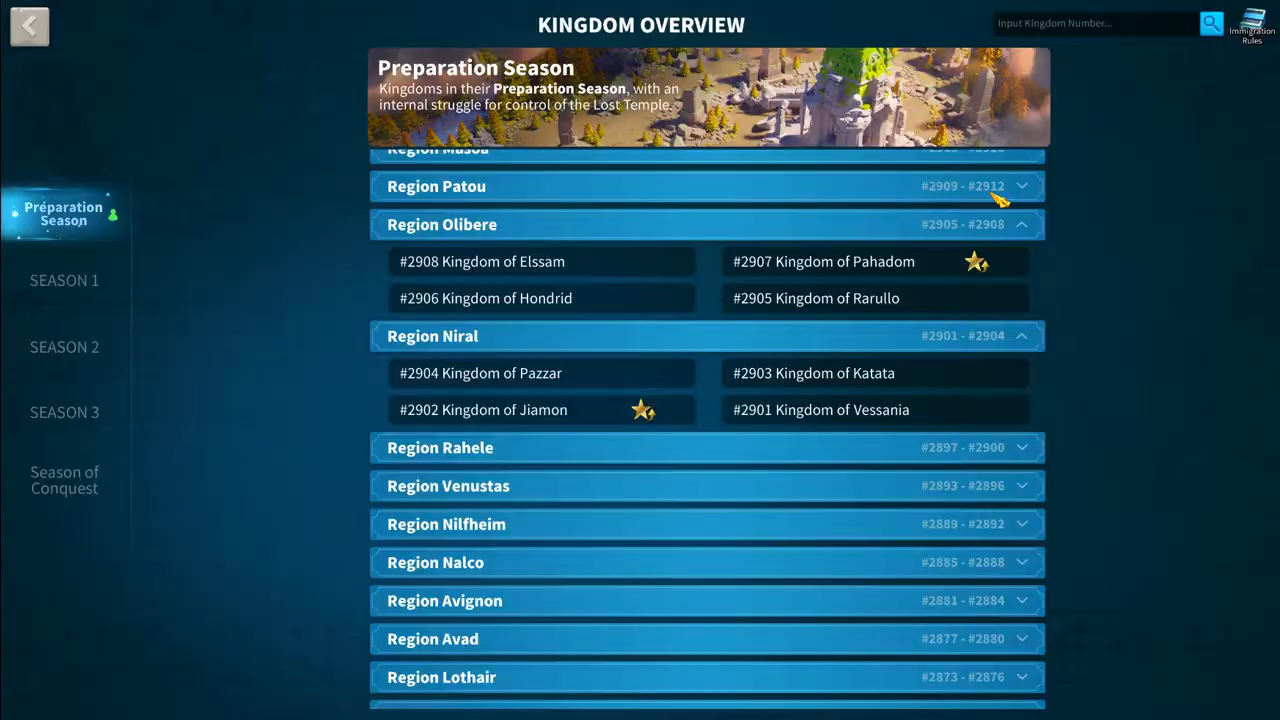 KINGDOM OVERVIEW
Input Kingdom Number...
Immigration
Rules
Preparation Season
Kingdoms in their Preparation Season, with an
internal struggle for control of the Lost Temple.
Preparation
Season
SEASON 1
SEASON 2
SEASON 3
Season of
Conquest
Region Masoa
Region Patou #2909 - #2912
Region Olibere #2905 - #2908
#2908 Kingdom of Elssam #2907 Kingdom of Pahadom
#2906 Kingdom of Hondrid #2905 Kingdom of Rarullo
Region Niral #2901 - #2904
#2904 Kingdom of Pazzar #2903 Kingdom of Katata
#2902 Kingdom of Jiamon #2901 Kingdom of Vessania
Region Rahele #2897 - #2900
Region Venustas #2893 - #2896
Region Nilfheim #2889 - #2892
Region Nalco #2885 - #2888
Region Avignon #2881 - #2884
Region Avad #2877 - #2880
Region Lothair #2873 - #2876